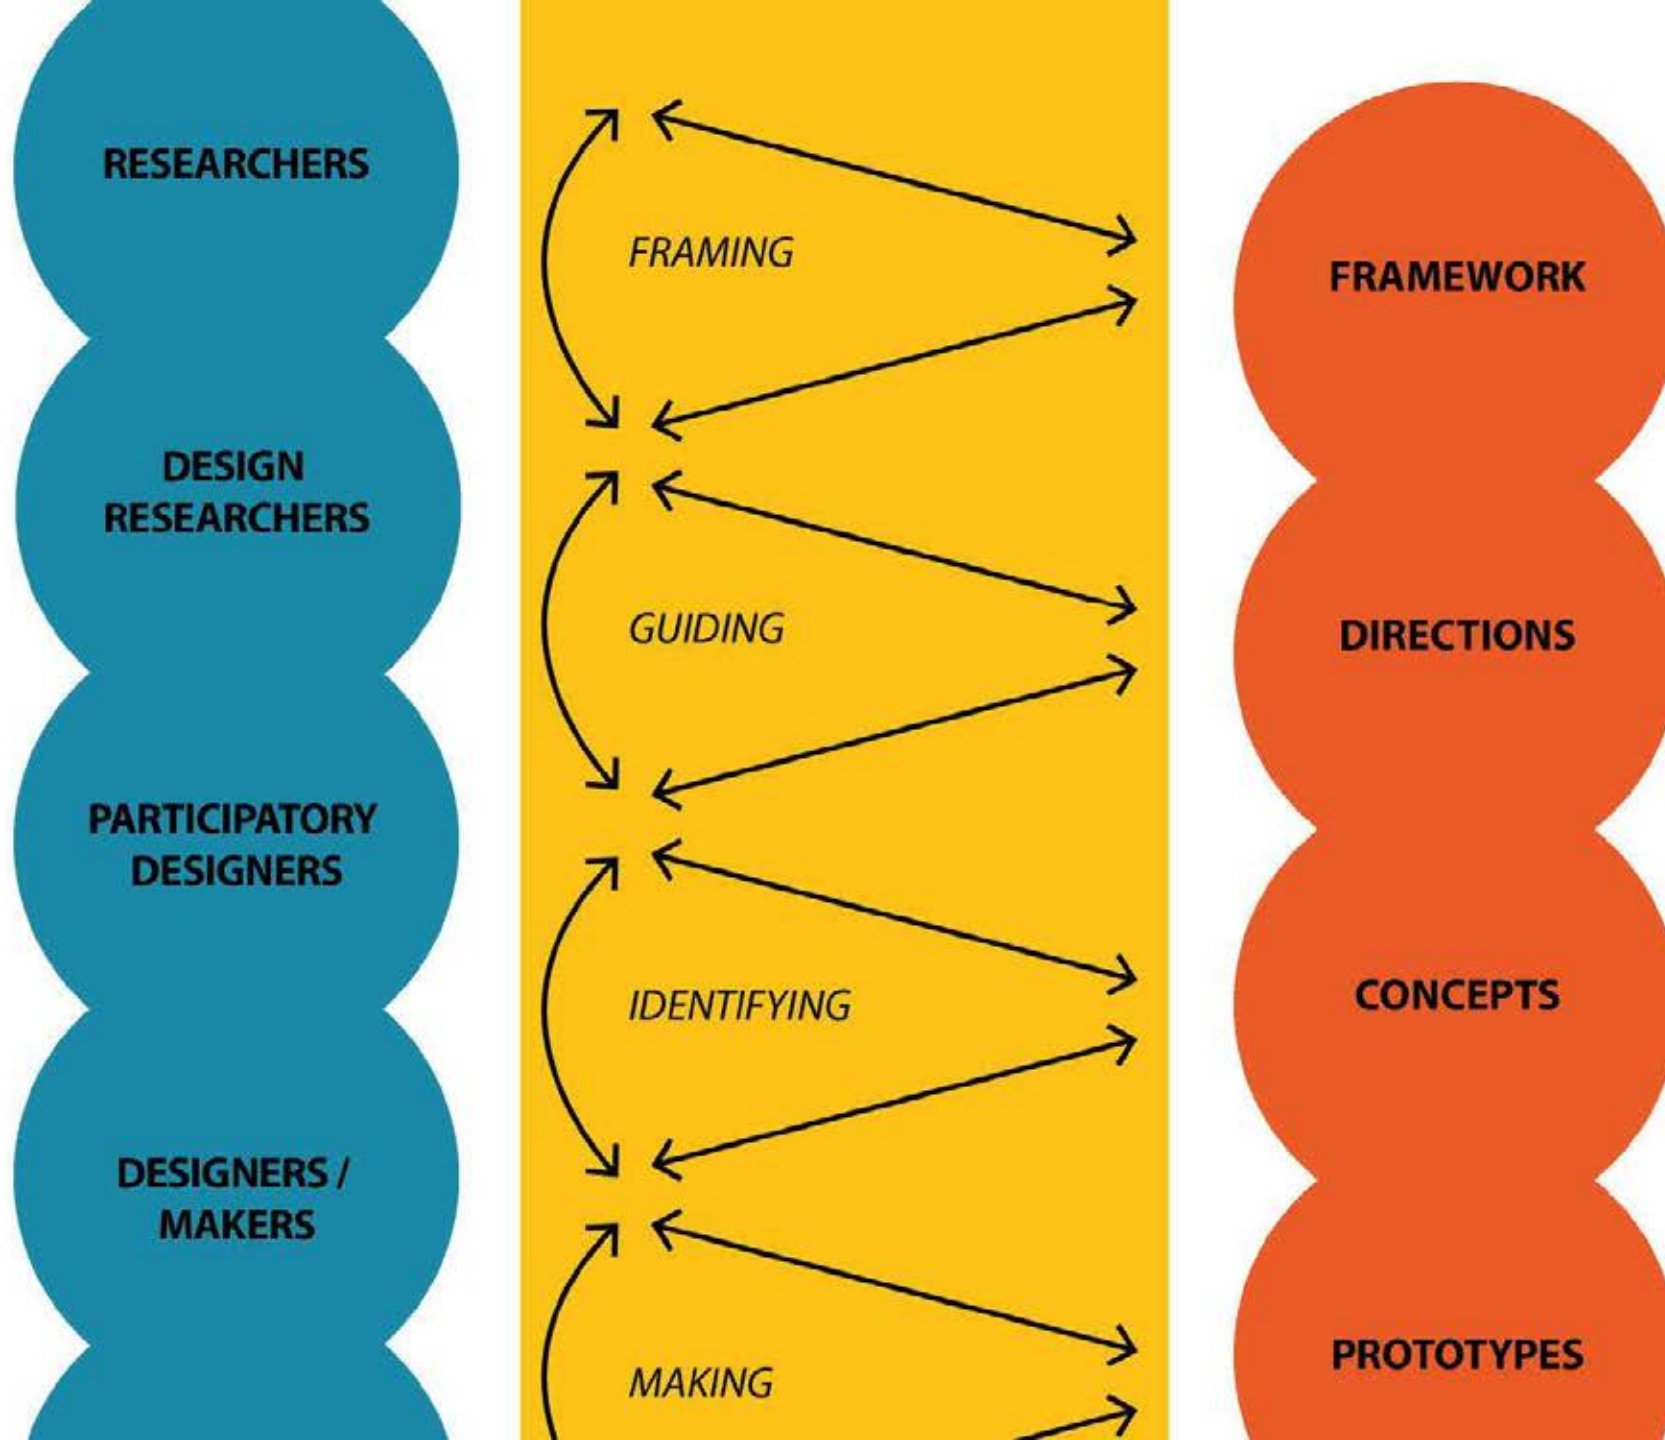 RESEARCHERS
DESIGN
RESEARCHERS
PARTICIPATORY
DESIGNERS
DESIGNERS /
MAKERS
FRAMING
GUIDING
IDENTIFYING
MAKING
FRAMEWORK
DIRECTIONS
CONCEPTS
PROTOTYPES